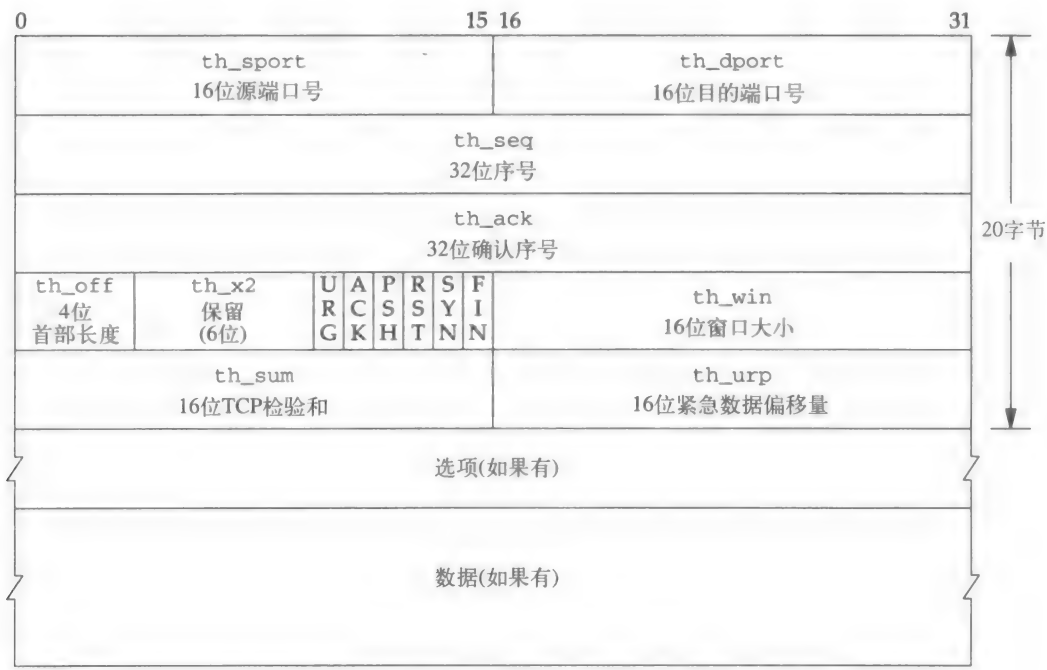 0 15 16 31
th_sport th_dport
16位源端口号 16位目的端口号
th_seq
32位序号
th_ack
32位确认序号
20字节
th_off th_x2 U A P R S F th_win
4位 保留 R C S S Y I 16位窗口大小
首部长度 (6位) G K H T N N
th_sum th_urp
16位TCP检验和 16位紧急数据偏移量
选项(如果有)
数据(如果有)